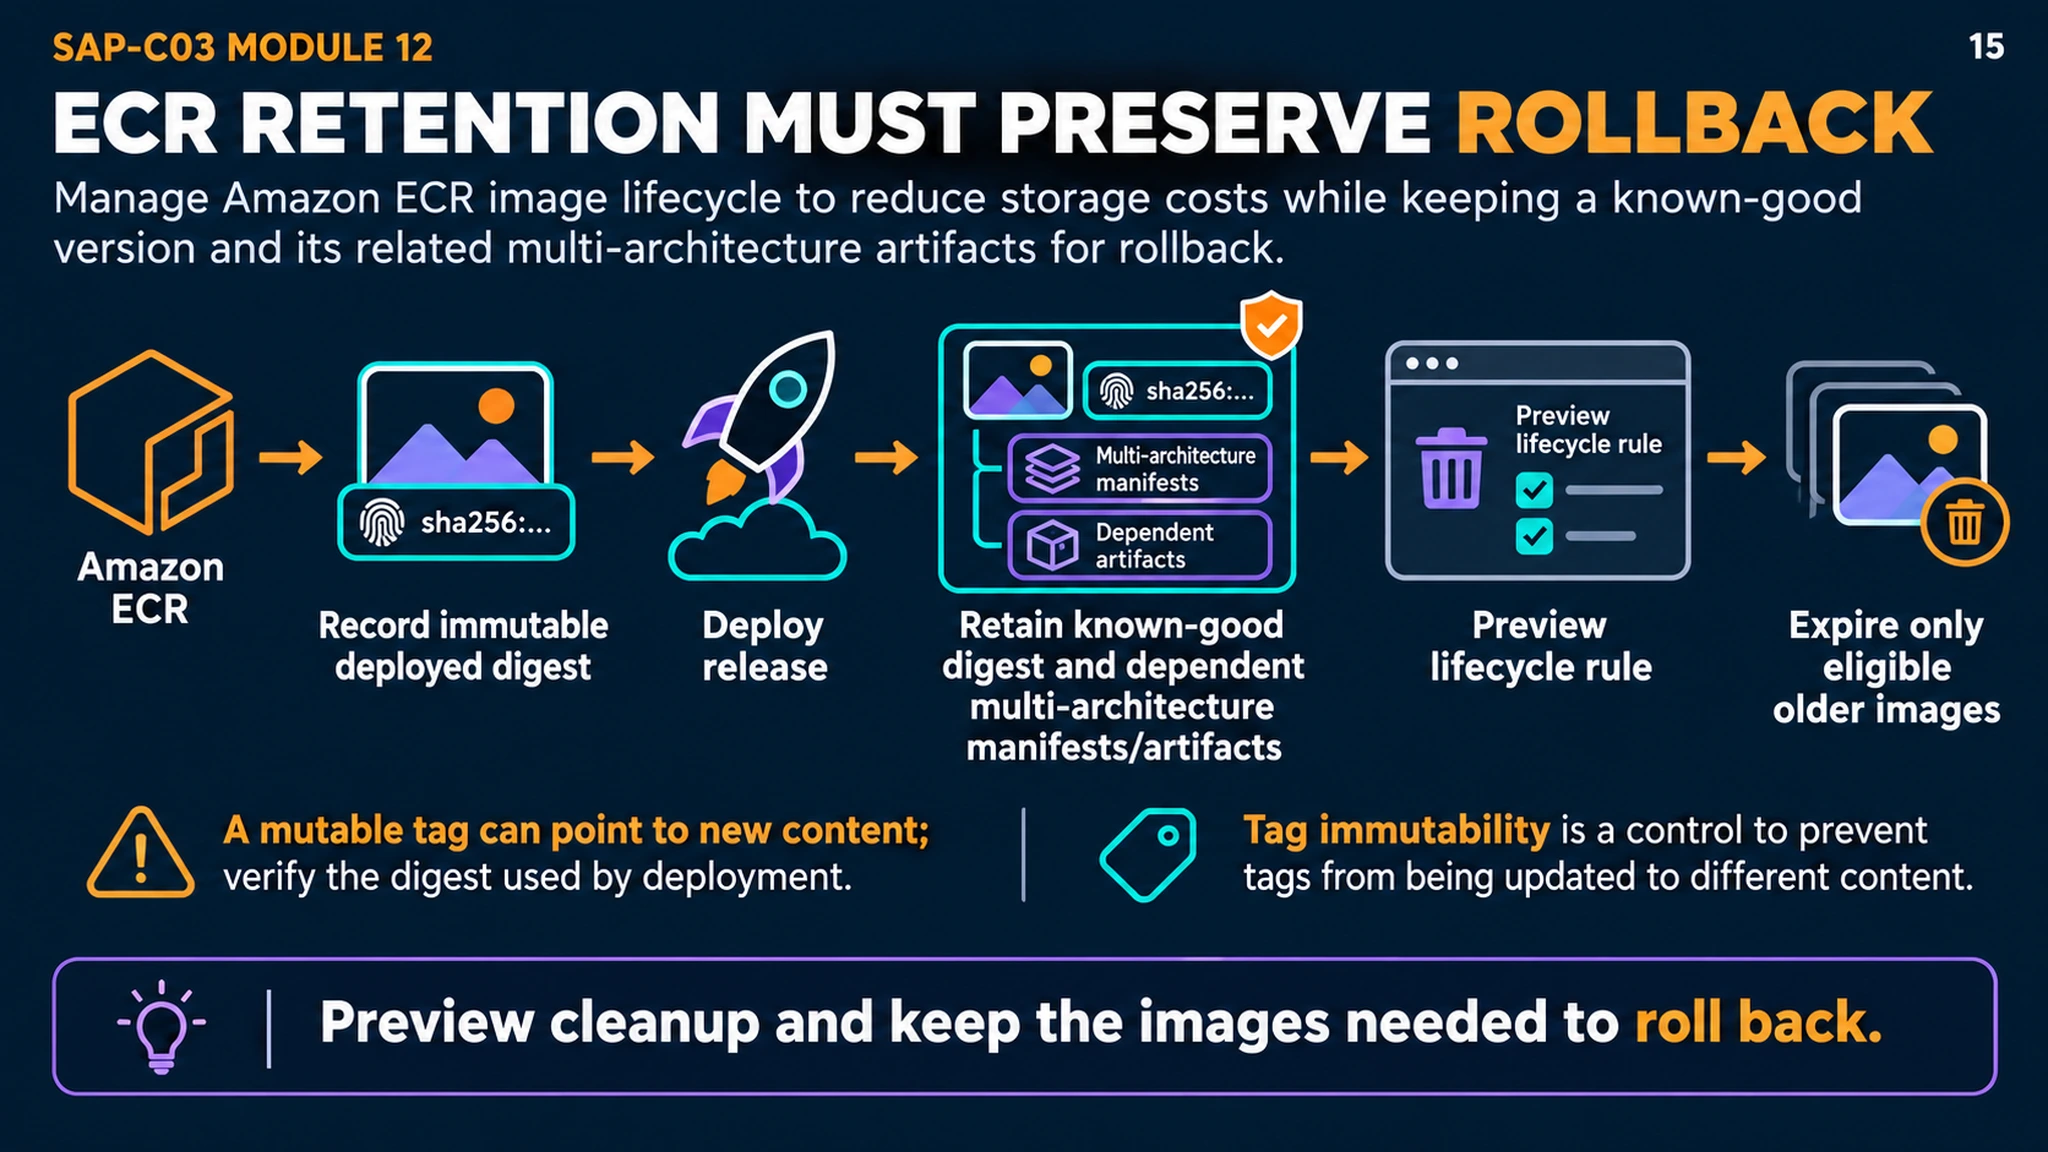 SAP-C03 MODULE 12
15
ECR RETENTION MUST PRESERVE ROLLBACK
Manage Amazon ECR image lifecycle to reduce storage costs while keeping a known-good
version and its related multi-architecture artifacts for rollback.
Amazon
ECR
sha256:...
Record immutable
deployed digest
Deploy
release
sha256:...
Multi-architecture
manifests
Dependent
artifacts
Retain known-good
digest and dependent
multi-architecture
manifests/artifacts
Preview
lifecycle rule
Preview
lifecycle rule
Expire only
eligible
older images
A mutable tag can point to new content;
verify the digest used by deployment.
Tag immutability is a control to prevent
tags from being updated to different content.
Preview cleanup and keep the images needed to roll back.